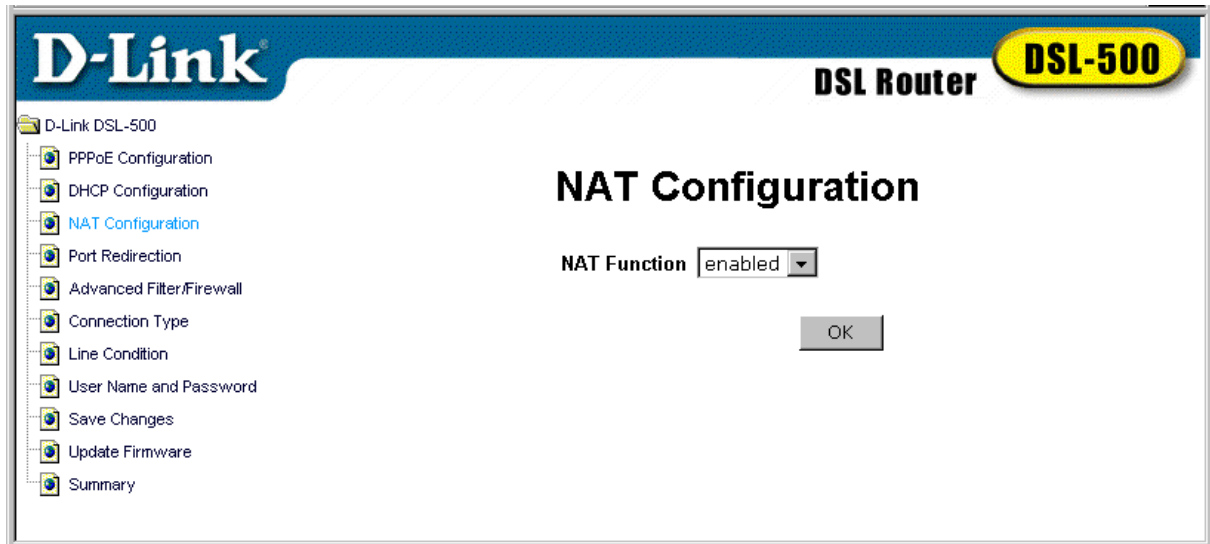 D-Link
DSL Router
DSL-500
D-Link DSL-500
PPPoE Configuration
DHCP Configuration
NAT Configuration
Port Redirection
Advanced Filter/Firewall
Connection Type
Line Condition
User Name and Password
Save Changes
Update Firmware
Summary
NAT Configuration
NAT Function enabled
OK